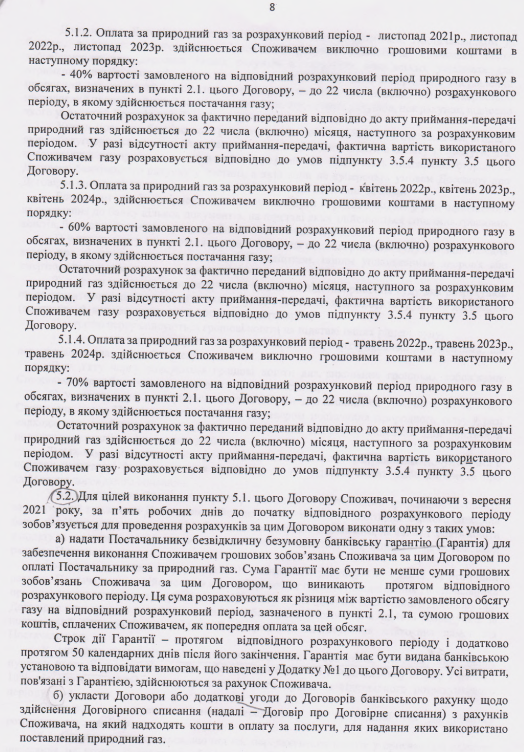 8
5.1.2. Оплата за природний газ за розрахунковий період - листопад 2021р., листопад
2022р., листопад 2023р. здійснюється Споживачем виключно грошовими коштами в
наступному порядку:
- 40% вартості замовленого на відповідний розрахунковий період природного газу в
обсягах, визначених в пункті 2.1. цього Договору, – до 22 числа (включно) розрахункового
періоду, в якому здійснюється постачання газу;
Остаточний розрахунок за фактично переданий відповідно до акту приймання-передачі
природний газ здійснюється до 22 числа (включно) місяця, наступного за розрахунковим
періодом. У разі відсутності акту приймання-передачі, фактична вартість використаного
Споживачем газу розраховується відповідно до умов підпункту 3.5.4 пункту 3.5 цього
Договору.
5.1.3. Оплата за природний газ за розрахунковий період - квітень 2022р., квітень 2023р.,
квітень 2024р., здійснюється Споживачем виключно грошовими коштами в наступному
порядку:
- 60% вартості замовленого на відповідний розрахунковий період природного газу в
обсягах, визначених в пункті 2.1. цього Договору, – до 22 числа (включно) розрахункового
періоду, в якому здійснюється постачання газу;
Остаточний розрахунок за фактично переданий відповідно до акту приймання-передачі
природний газ здійснюється до 22 числа (включно) місяця, наступного за розрахунковим
періодом. У разі відсутності акту приймання-передачі, фактична вартість використаного
Споживачем газу розраховується відповідно до умов підпункту 3.5.4 пункту 3.5 цього
Договору.
5.1.4. Оплата за природний газ за розрахунковий період - травень 2022р., травень 2023р.,
травень 2024р. здійснюється Споживачем виключно грошовими коштами в наступному
порядку:
- 70% вартості замовленого на відповідний розрахунковий період природного газу в
обсягах, визначених в пункті 2.1. цього Договору, – до 22 числа (включно) розрахункового
періоду, в якому здійснюється постачання газу;
Остаточний розрахунок за фактично переданий відповідно до акту приймання-передачі
природний газ здійснюється до 22 числа (включно) місяця, наступного за розрахунковим
періодом. У разі відсутності акту приймання-передачі, фактична вартість використаного
Споживачем газу розраховується відповідно до умов підпункту 3.5.4 пункту 3.5 цього
Договору.
5.2. Для цілей виконання пункту 5.1. цього Договору Споживач, починаючи з вересня
2021 року, за п’ять робочих днів до початку відповідного розрахункового періоду
зобов’язується для проведення розрахунків за цим Договором виконати одну з таких умов:
а) надати Постачальнику безвідкличну безумовну банківську гарантію (Гарантія) для
забезпечення виконання Споживачем грошових зобов’язань Споживача за цим Договором по
оплаті Постачальнику за природний газ. Сума Гарантії має бути не менше суми грошових
зобов’язань Споживача за цим Договором, що виникають протягом відповідного
розрахункового періоду. Ця сума розраховуються як різниця між вартістю замовленого обсягу
газу на відповідний розрахунковий період, зазначеного в пункті 2.1, та сумою грошових
коштів, сплачених Споживачем, як попередня оплата за цей обсяг.
Строк дії Гарантії – протягом відповідного розрахункового періоду і додатково
протягом 50 календарних днів після його закінчення. Гарантія має бути видана банківською
установою та відповідати вимогам, що наведені у Додатку №1 до цього Договору. Усі витрати,
пов'язані з Гарантією, здійснюються за рахунок Споживача.
б) укласти Договори або додаткові угоди до Договорів банківського рахунку щодо
здійснення Договірного списання (надалі – Договір про Договірне списання) з рахунків
Споживача, на який надходять кошти в оплату за послуги, для надання яких використано
поставлений природний газ.